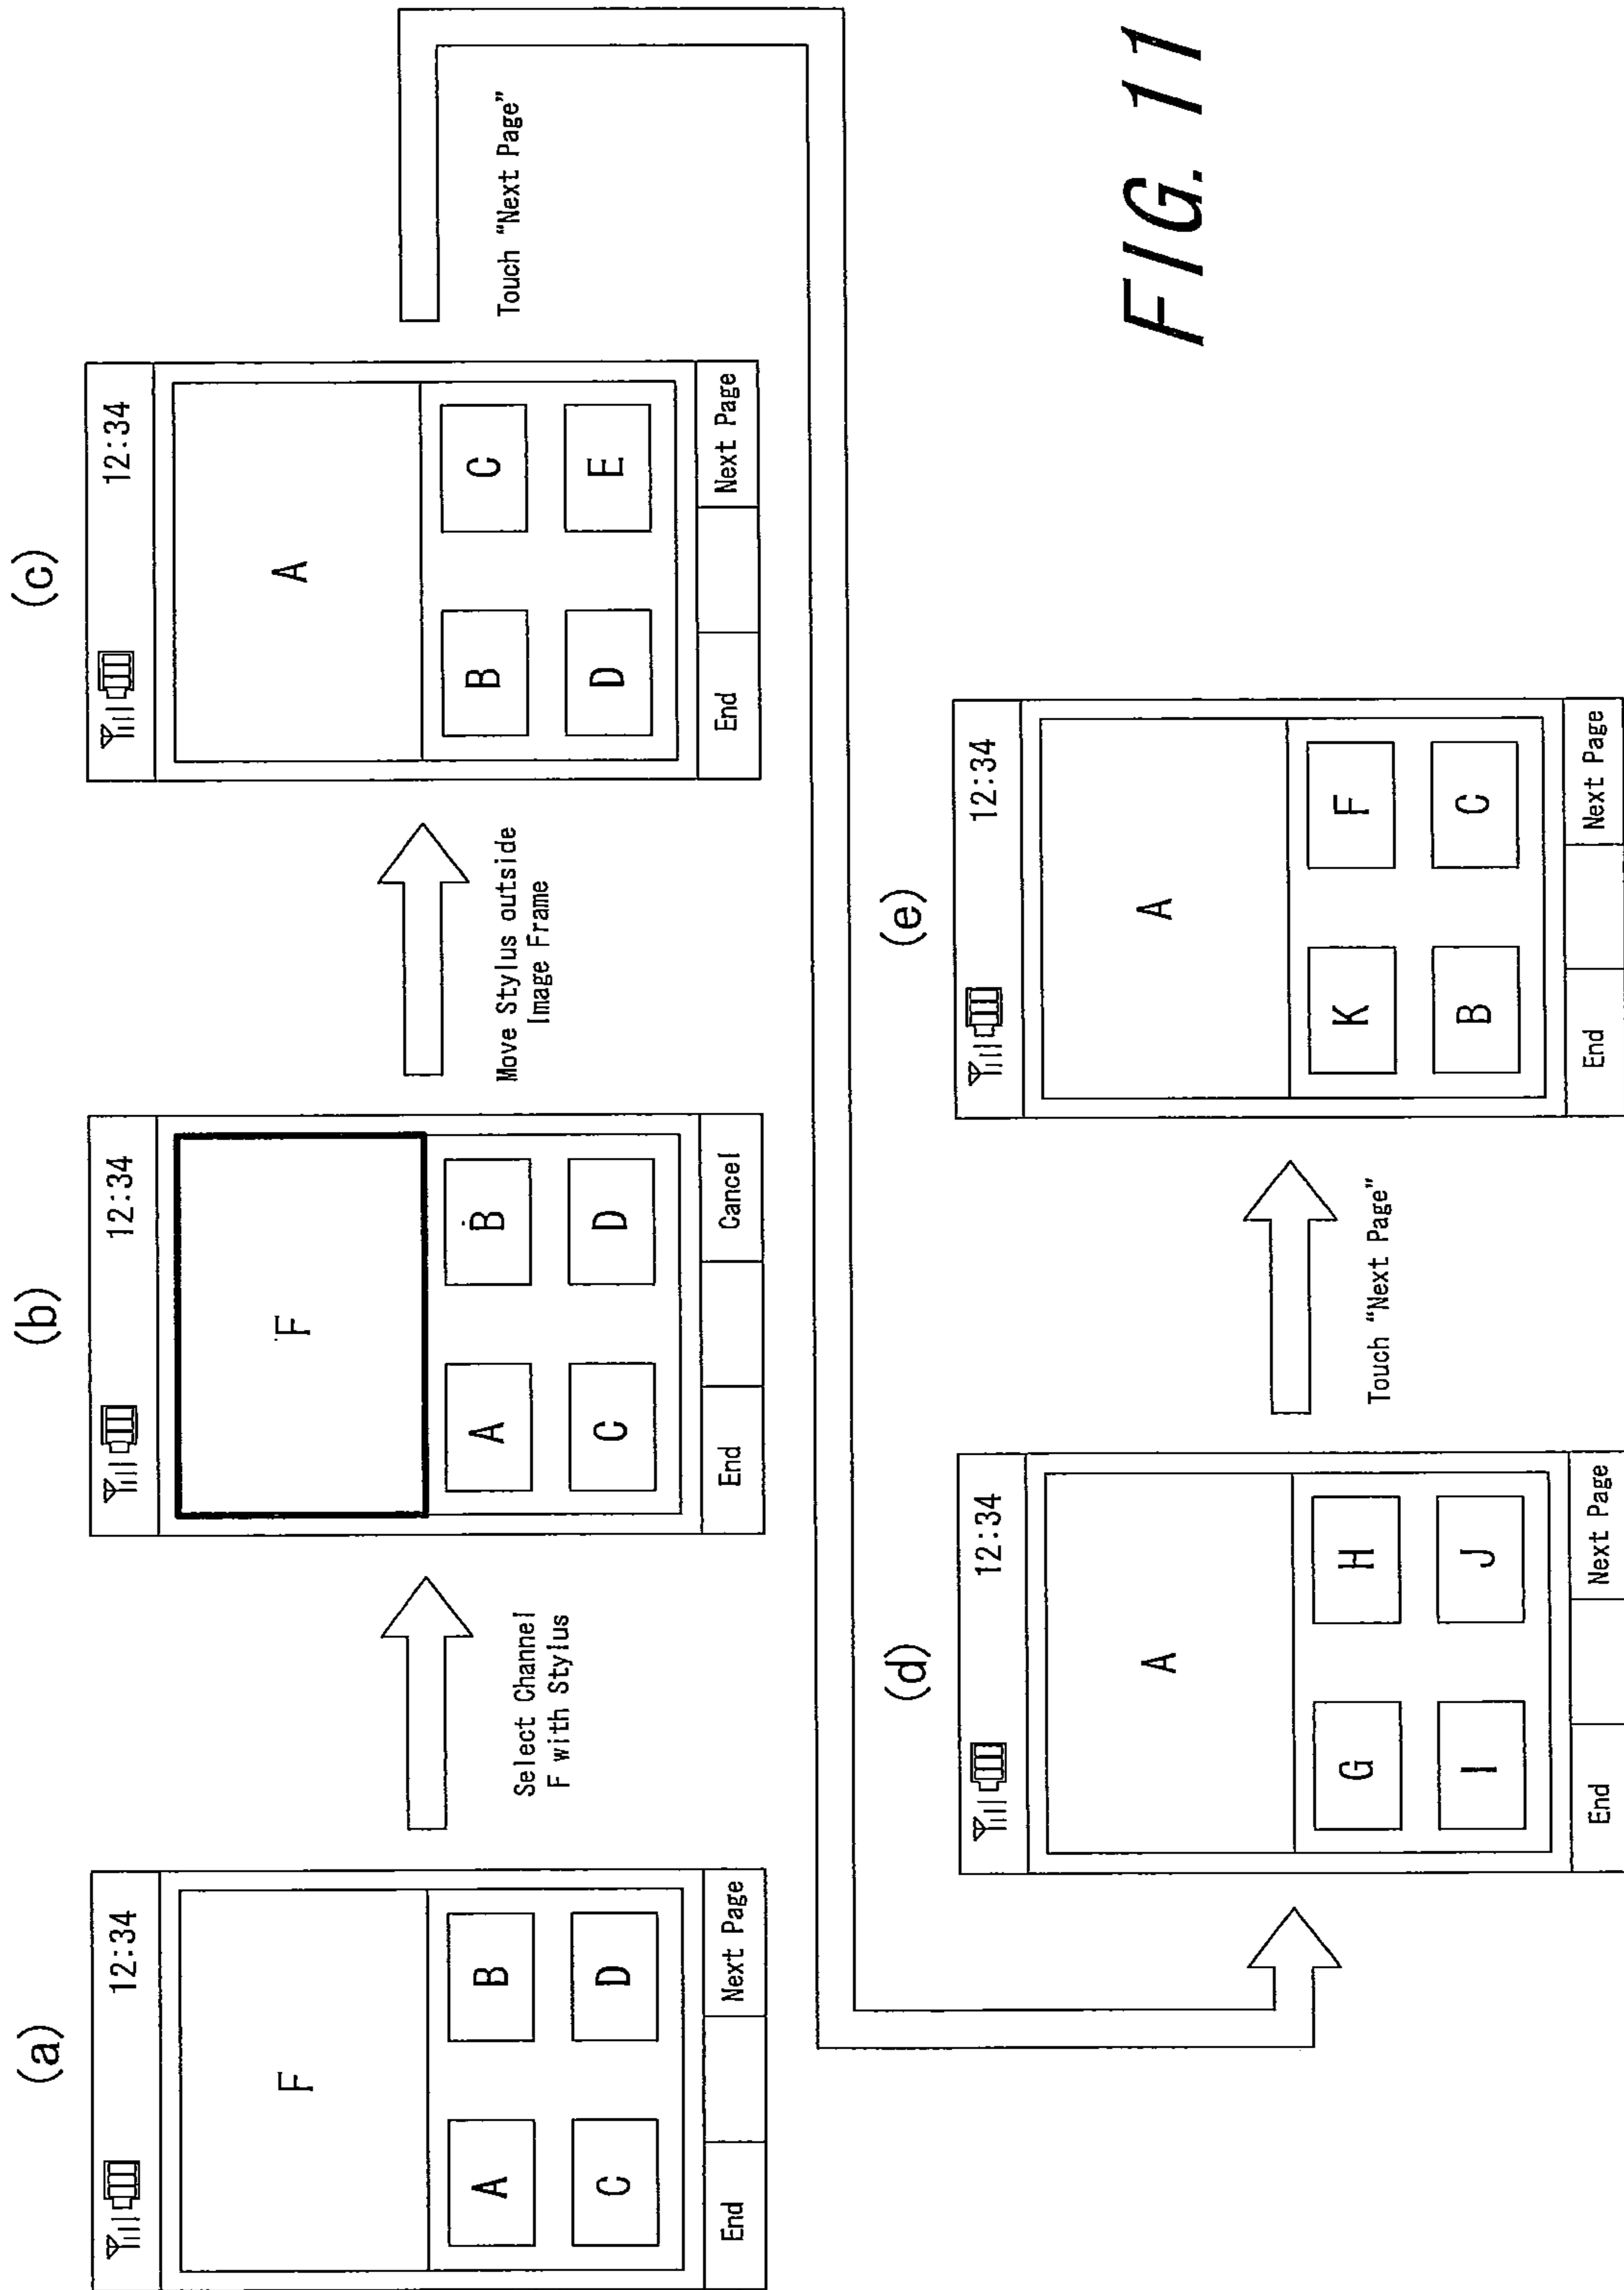 (a)
12:34
F
A B
C D
End Next Page
Select Channel
F with Stylus
(b)
12:34
F
A B
C D
End Cancel
Move Stylus outside
Image Frame
(c)
12:34
A
B C
D E
End Next Page
Touch “Next Page”
(d)
12:34
A
G H
I J
End Next Page
Touch “Next Page”
(e)
12:34
A
K F
B C
End Next Page
FIG. 11